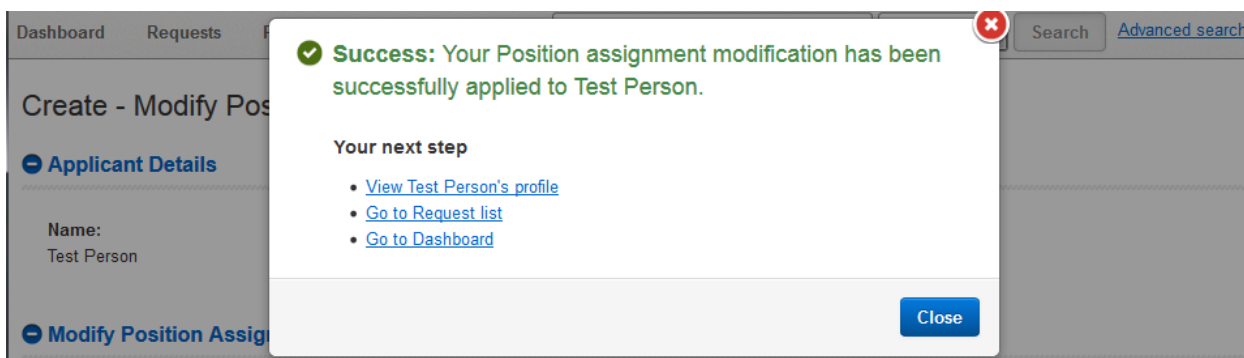 Dashboard Requests
Search Advanced search
Success: Your Position assignment modification has been
successfully applied to Test Person.
Create - Modify Pos
Your next step
Applicant Details
View Test Person's profile
Go to Request list
Name:
Test Person
Go to Dashboard
Close
Modify Position Assig